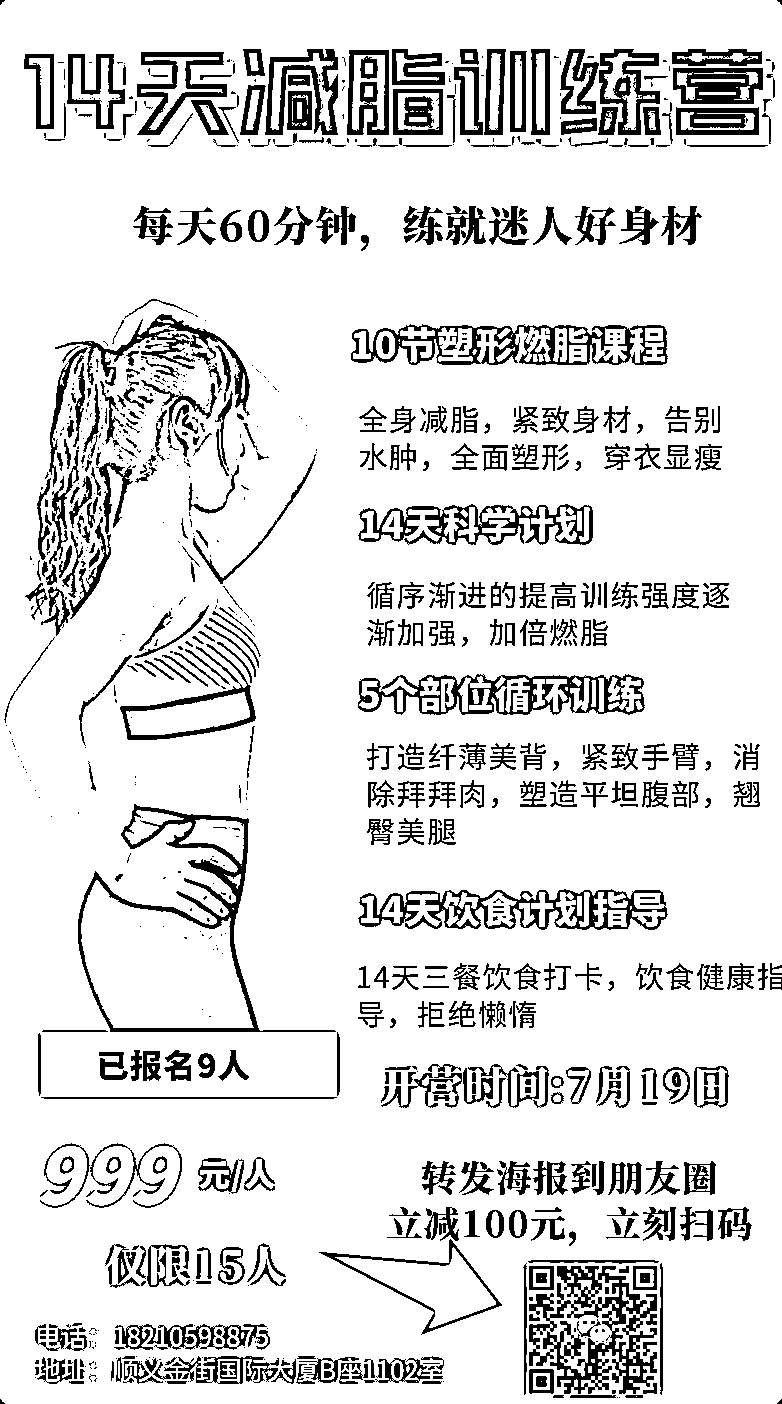 14天减脂训练营
每天60分钟，练就迷人好身材
10节塑形燃脂课程
全身减脂，紧致身材，告别
水肿，全面塑形，穿衣显瘦
14天科学计划
循序渐进的提高训练强度逐
渐加强，加倍燃脂
5个部位循环训练
打造纤薄美背，紧致手臂，消
除拜拜肉，塑造平坦腹部，翘
臀美腿
14天饮食计划指导
14天三餐饮食打卡，饮食健康指
导，拒绝懒惰
已报名9人
开营时间:7月19日
999元/人
转发海报到朋友圈
立减100元，立刻扫码
仅限15人
电话：18210598875
地址：顺义金街国际大厦B座1102室